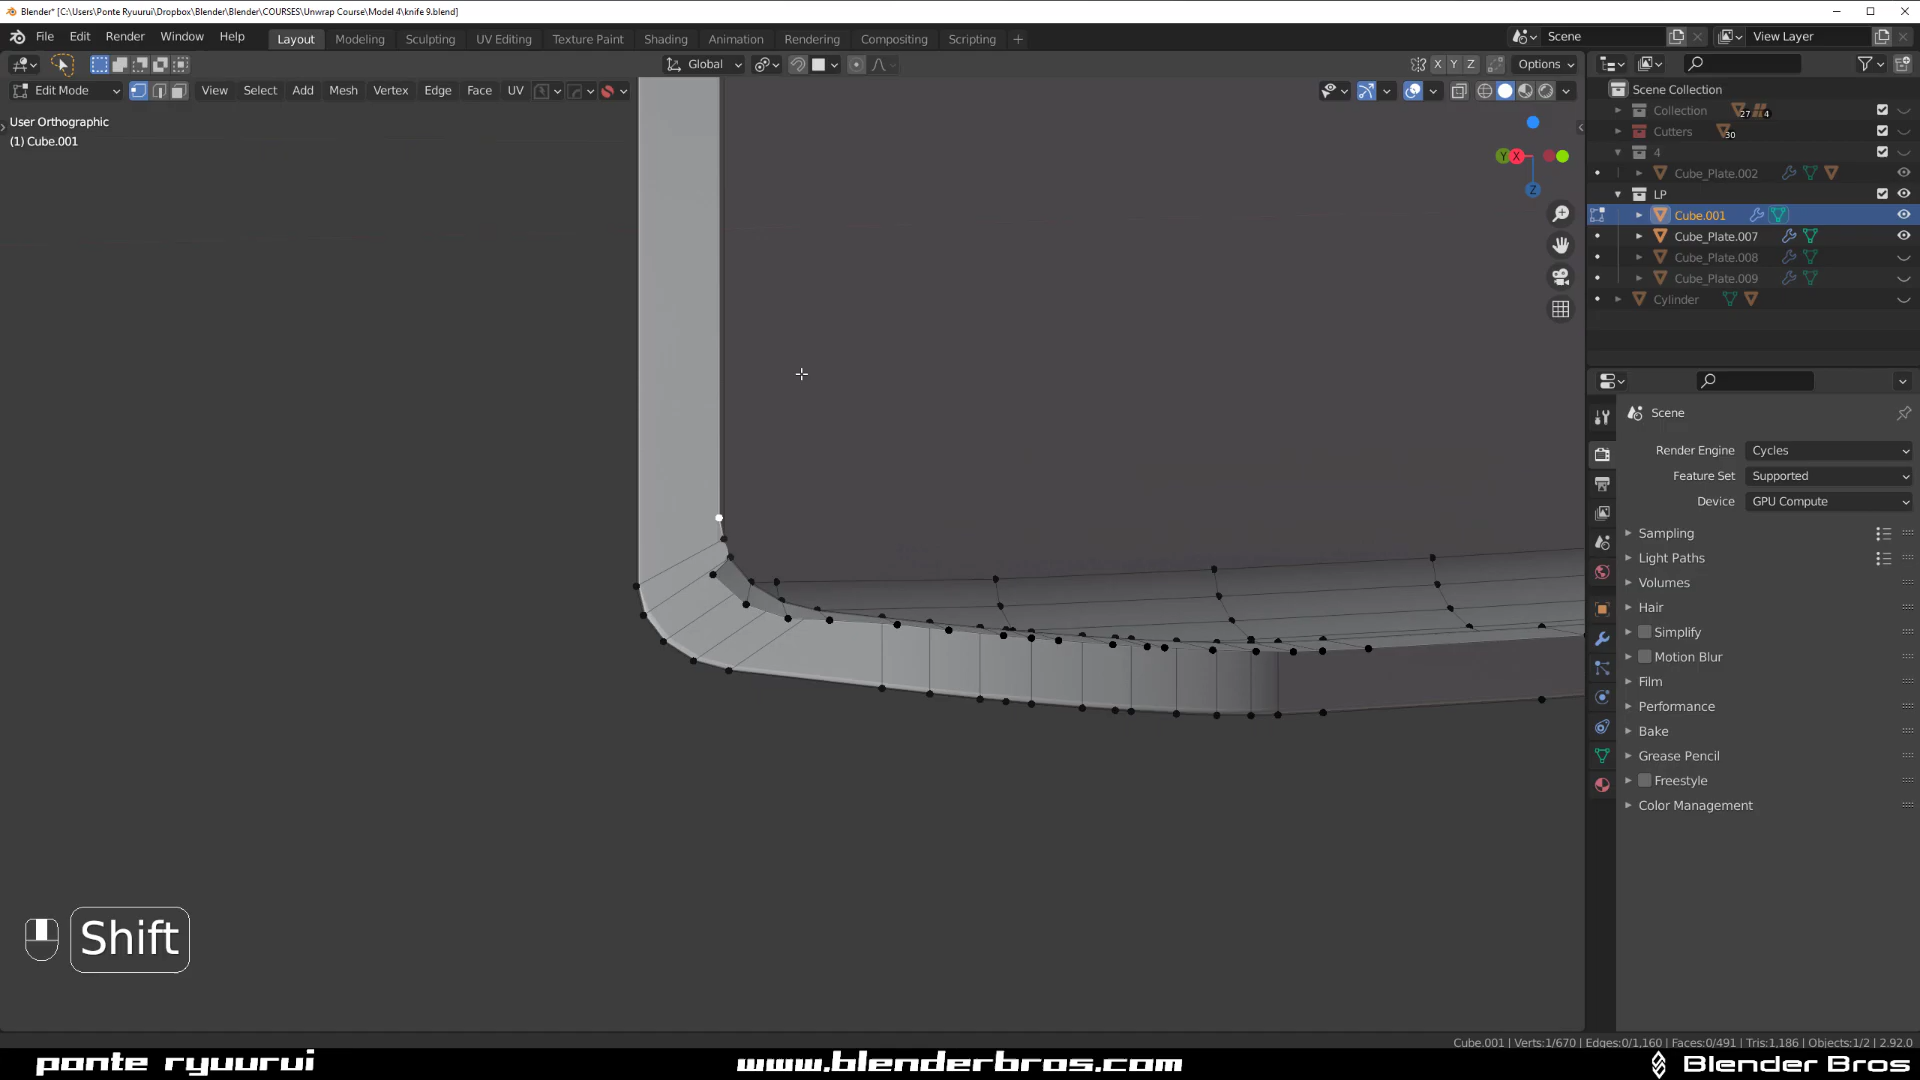 Blender* [C:\Users\Ponte Ryuurui\Dropbox\Blender\Blender\COURSES\Unwrap Course\Model 4\knife 9.blend]
File Edit Render Window Help Layout Modeling Sculpting UV Editing Texture Paint Shading Animation Rendering Compositing Scripting + Scene View Layer
Global X Y Z Options
Edit Mode View Select Add Mesh Vertex Edge Face UV
User Orthographic
(1) Cube.001
Y X
Z
Scene Collection
Collection 27 4
Cutters 30
4
Cube_Plate.002
LP
Cube.001
Cube_Plate.007
Cube_Plate.008
Cube_Plate.009
Cylinder
Scene
Render Engine Cycles
Feature Set Supported
Device GPU Compute
Sampling
Light Paths
Volumes
Hair
Simplify
Motion Blur
Film
Performance
Bake
Grease Pencil
Freestyle
Color Management
Shift
Cube.001 | Verts:1/670 | Edges:0/1,160 | Faces:0/491 | Tris:1,186 | Objects:1/2 | 2.92.0
ponte ryuurui www.blenderbros.com Blender Bros